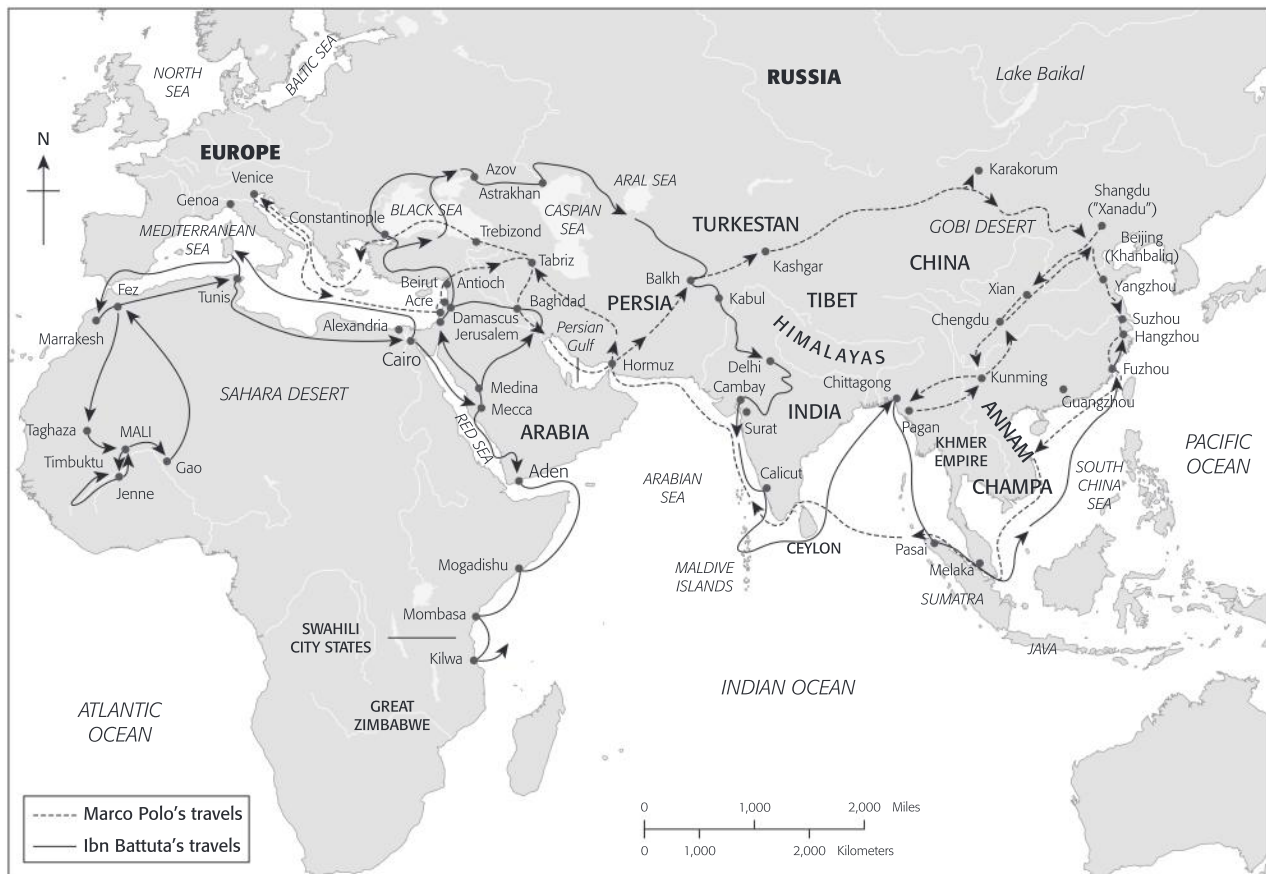 NORTH
SEA
BALTIC SEA
RUSSIA
Lake Baikal
N
EUROPE
Venice
Genoa
MEDITERRANEAN
SEA
Constantinople
BLACK SEA
Azov
Astrakhan
CASPIAN
SEA
ARAL SEA
Trebizond
Tabriz
TURKESTAN
Kashgar
Karakorum
GOBI DESERT
Shangdu
("Xanadu")
Beijing
(Khanbaliq)
CHINA
Yangzhou
Xian
Chengdu
Suzhou
Hangzhou
Fuzhou
Balkh
Kabul
TIBET
HIMALAYAS
PERSIA
Beirut
Antioch
Acre
Damascus
Jerusalem
Baghdad
Persian
Gulf
Hormuz
Fez
Tunis
Marrakesh
Alexandria
Cairo
SAHARA DESERT
Medina
Mecca
RED SEA
ARABIA
Aden
Delhi
Cambay
Surat
INDIA
Chittagong
Kunming
Guangzhou
Pagan
ANNAM
KHMER
EMPIRE
CHAMPA
SOUTH
CHINA
SEA
PACIFIC
OCEAN
Taghaza
MALI
Timbuktu
Gao
Jenne
ARABIAN
SEA
Calicut
CEYLON
MALDIVE
ISLANDS
Pasai
Melaka
SUMATRA
JAVA
Mogadishu
Mombasa
SWAHILI
CITY STATES
Kilwa
GREAT
ZIMBABWE
INDIAN OCEAN
ATLANTIC
OCEAN
Marco Polo's travels
Ibn Battuta's travels
0 1,000 2,000 Miles
0 1,000 2,000 Kilometers